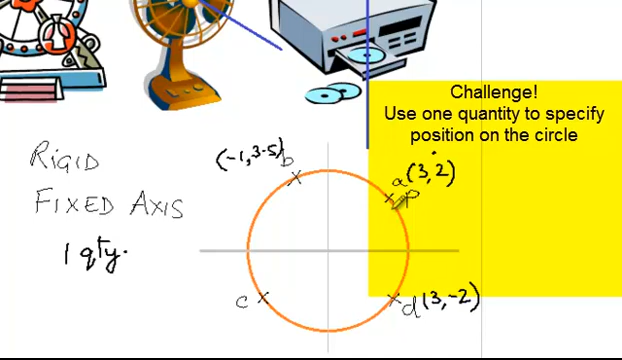 Challenge!
Use one quantity to specify
position on the circle
RIGID
FIXED AXIS
1 qty.
(-1, 3.5) b
a (3, 2)
c
d (3, -2)